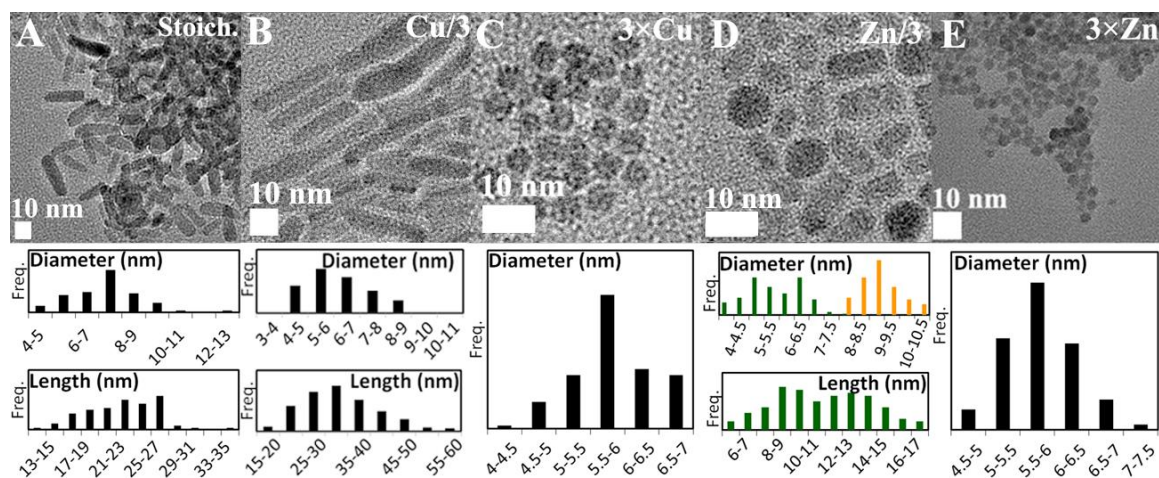 A
Stoich.
10 nm
B
Cu/3
10 nm
C
3×Cu
10 nm
D
Zn/3
10 nm
E
3×Zn
10 nm
Diameter (nm)
Freq.
4-5
6-7
8-9
10-11
12-13
Length (nm)
Freq.
13-15
17-19
21-23
25-27
29-31
33-35
Diameter (nm)
Freq.
3-4
4-5
5-6
6-7
7-8
8-9
9-10
10-11
Length (nm)
Freq.
15-20
25-30
35-40
45-50
55-60
Diameter (nm)
Freq.
4-4.5
4.5-5
5-5.5
5.5-6
6-6.5
6.5-7
Diameter (nm)
Freq.
4-4.5
5-5.5
6-6.5
7-7.5
8-8.5
9-9.5
10-10.5
Length (nm)
Freq.
6-7
8-9
10-11
12-13
14-15
16-17
Diameter (nm)
Freq.
4.5-5
5-5.5
5.5-6
6-6.5
6.5-7
7-7.5